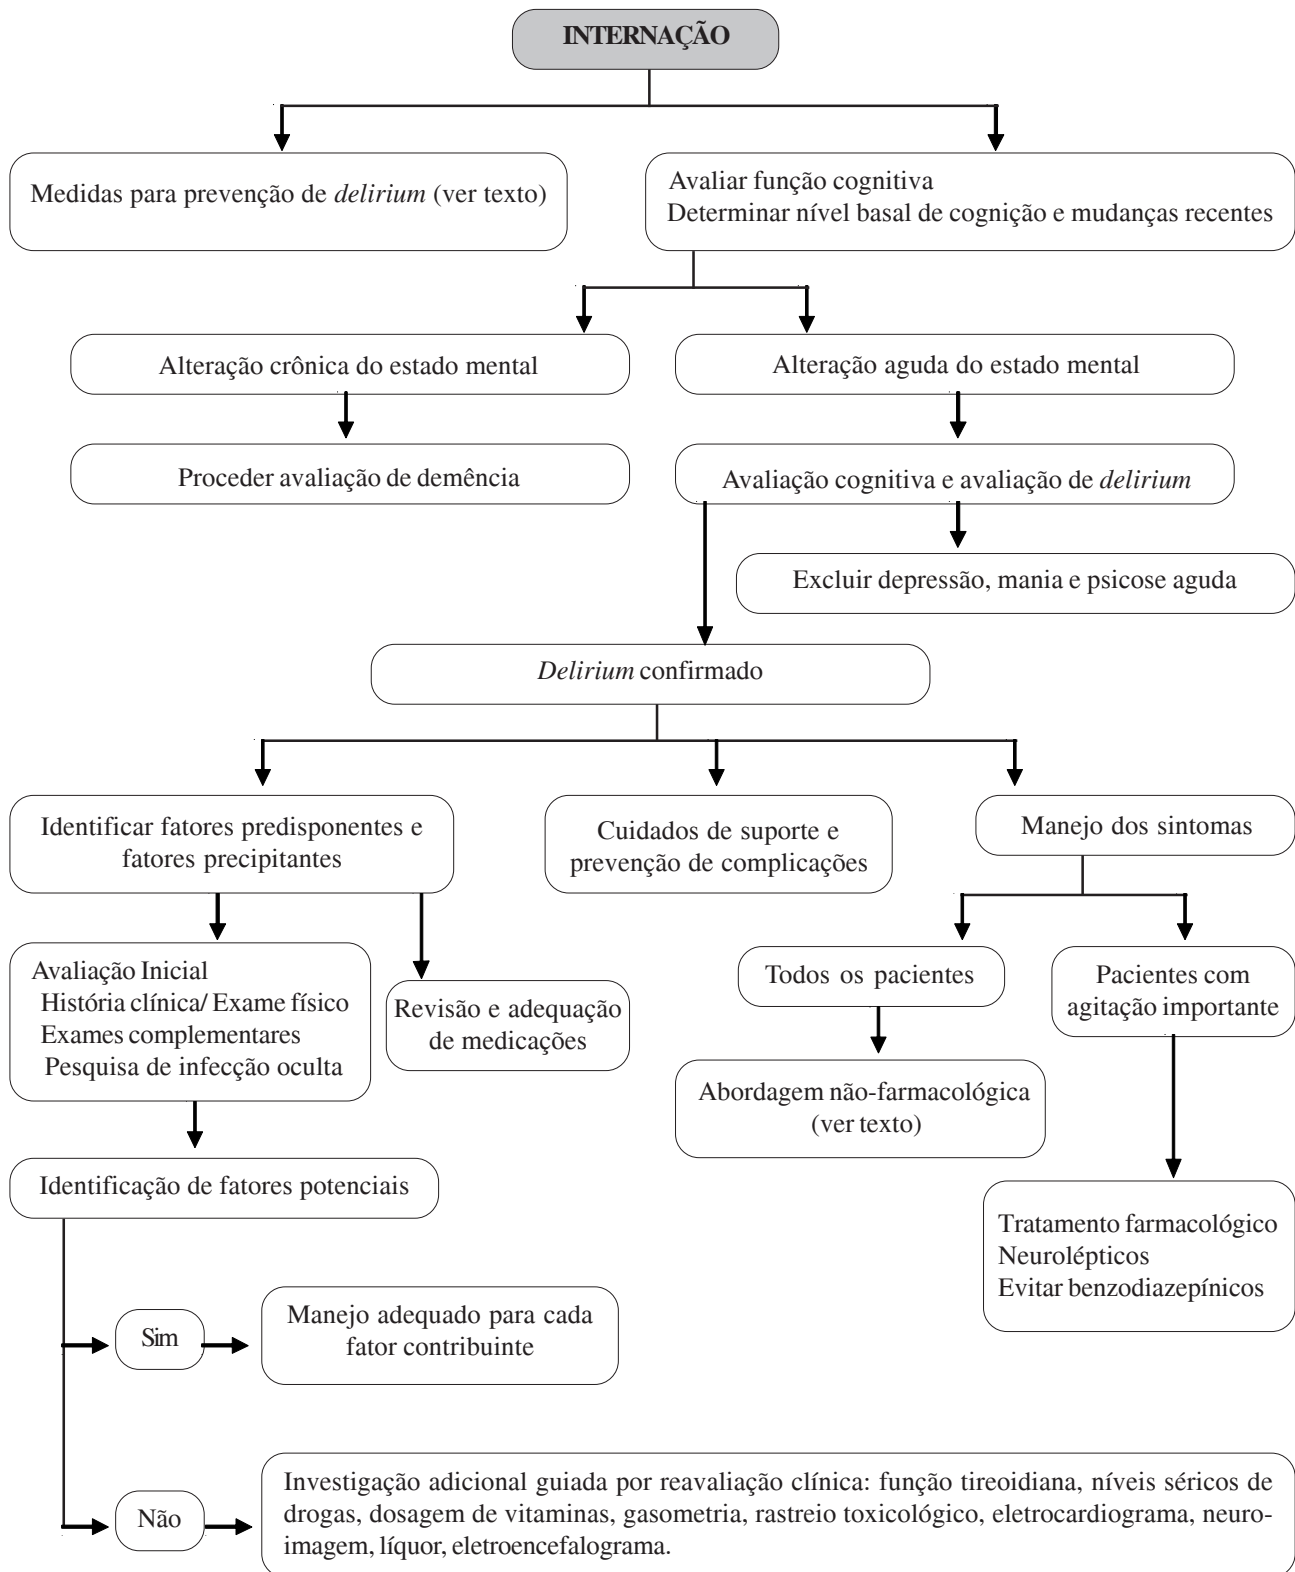 INTERNAÇÃO
Medidas para prevenção de delirium (ver texto)
Avaliar função cognitiva
Determinar nível basal de cognição e mudanças recentes
Alteração crônica do estado mental
Alteração aguda do estado mental
Proceder avaliação de demência
Avaliação cognitiva e avaliação de delirium
Excluir depressão, mania e psicose aguda
Delirium confirmado
Identificar fatores predisponentes e
fatores precipitantes
Cuidados de suporte e
prevenção de complicações
Manejo dos sintomas
Avaliação Inicial
História clínica/ Exame físico
Exames complementares
Pesquisa de infecção oculta
Revisão e adequação
de medicações
Todos os pacientes
Pacientes com
agitação importante
Abordagem não-farmacológica
(ver texto)
Identificação de fatores potenciais
Tratamento farmacológico
Neurolépticos
Evitar benzodiazepínicos
Sim
Manejo adequado para cada
fator contribuinte
Não
Investigação adicional guiada por reavaliação clínica: função tireoidiana, níveis séricos de
drogas, dosagem de vitaminas, gasometria, rastreio toxicológico, eletrocardiograma, neuro-
imagem, líquor, eletroencefalograma.